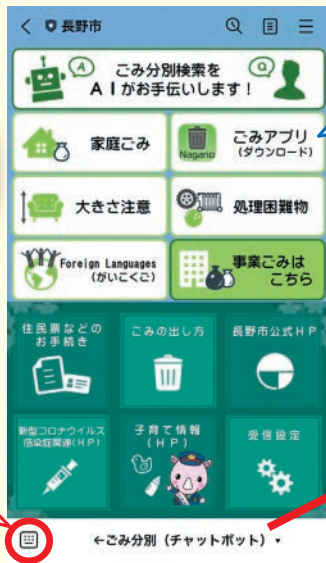 長野市
A
Q
ごみ分別検索を
AIがお手伝いします！
家庭ごみ
Nagano
ごみアプリ
(ダウンロード)
大きさ注意
処理困難物
Foreign Languages
(がいこくご)
事業ごみは
こちら
住民票などの
お手続き
ごみの出し方
長野市公式HP
新型コロナウイルス
感染症関連(HP)
子育て情報
(HP)
受信設定
←ごみ分別（チャットボット）▾